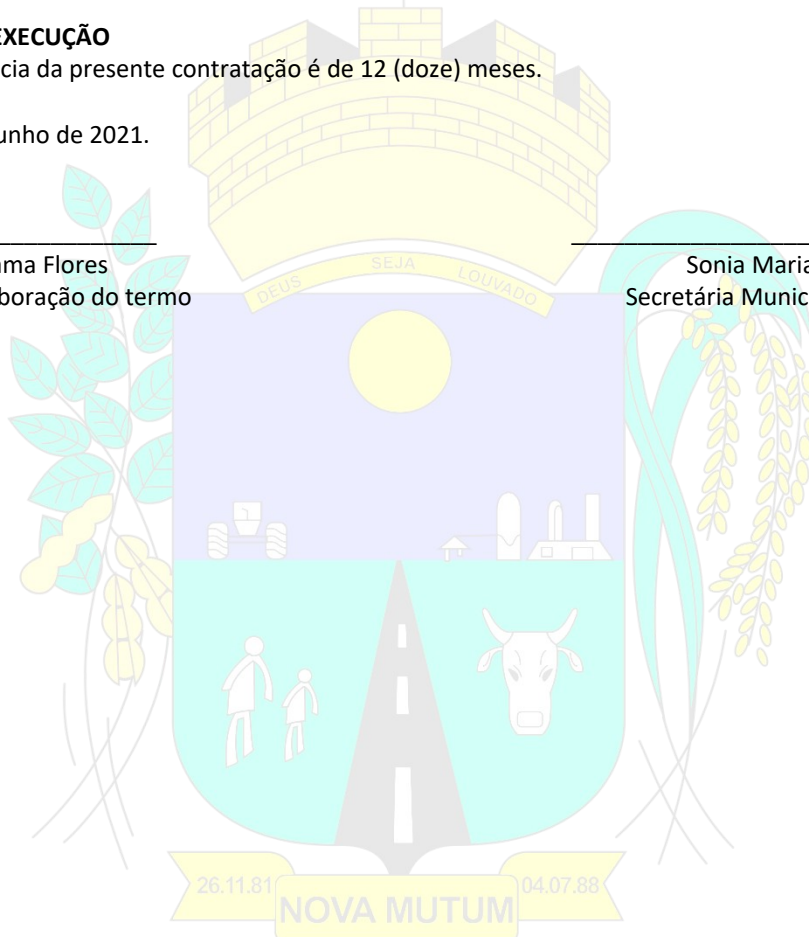 EXECUÇÃO
cia da presente contratação é de 12 (doze) meses.
unho de 2021.
ma Flores
boração do termo
Sonia Maria
Secretária Munic
DEUS SEJA LOUVADO
26.11.81
NOVA MUTUM
04.07.88